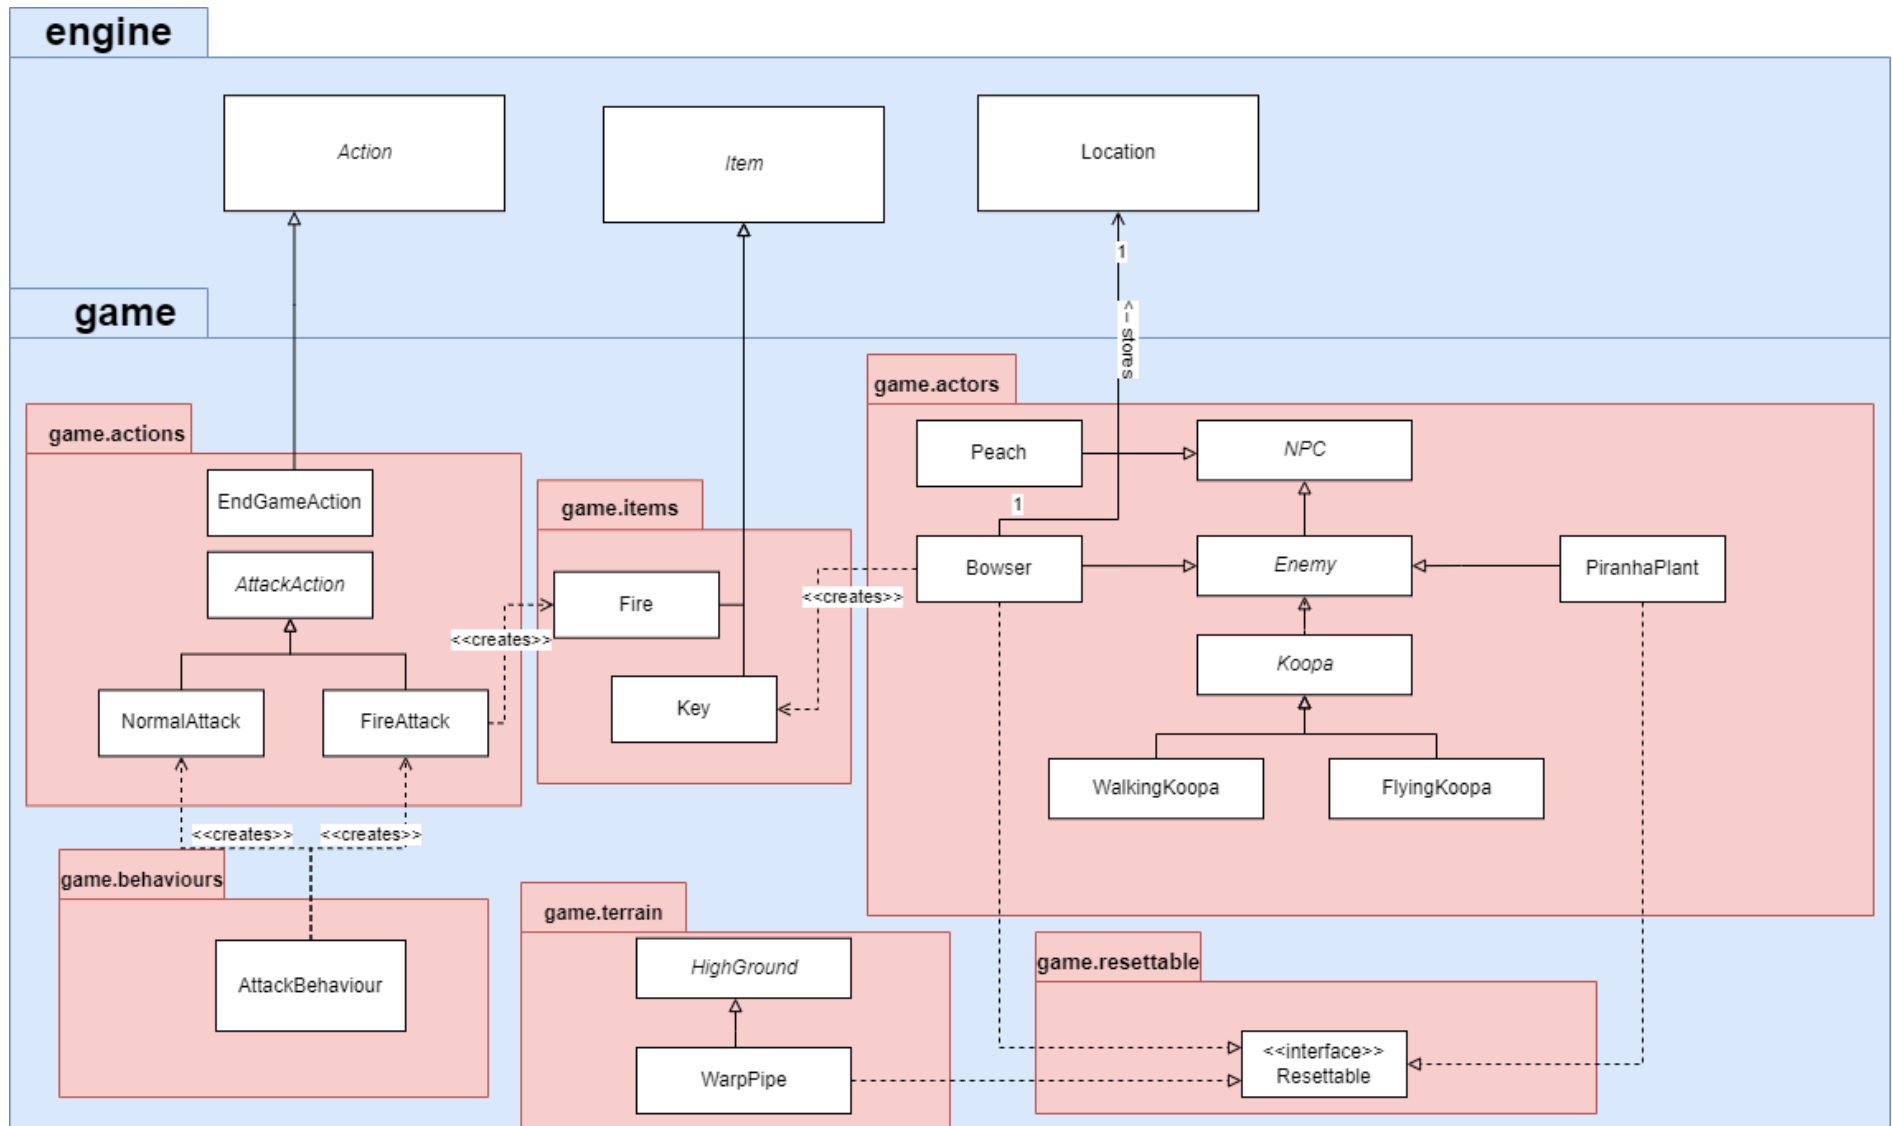 engine
Action
Item
Location
1
<-- stores
game
game.actors
game.actions
Peach
NPC
EndGameAction
game.items
1
AttackAction
Fire
<<creates>>
Bowser
Enemy
PiranhaPlant
<<creates>>
Koopa
NormalAttack
FireAttack
Key
WalkingKoopa
FlyingKoopa
<<creates>>
<<creates>>
game.behaviours
game.terrain
AttackBehaviour
HighGround
game.resettable
WarpPipe
<<interface>>
Resettable